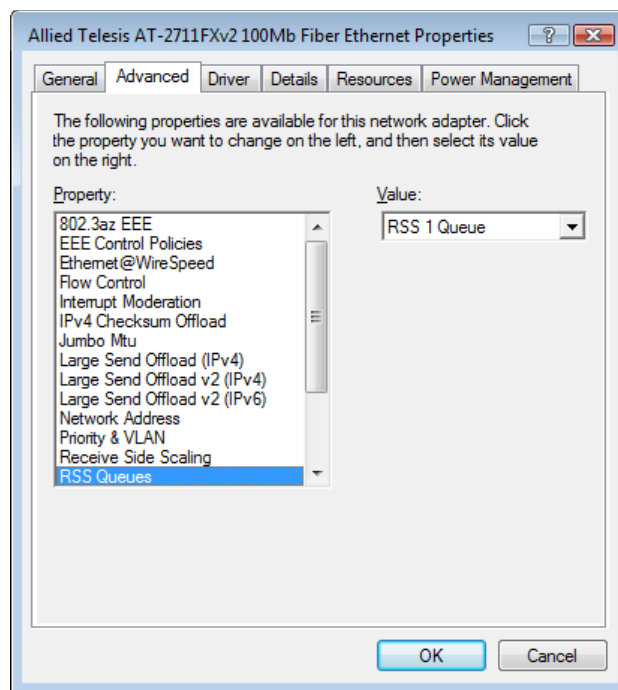 Allied Telesis AT-2711FXv2 100Mb Fiber Ethernet Properties
?
General Advanced Driver Details Resources Power Management
The following properties are available for this network adapter. Click
the property you want to change on the left, and then select its value
on the right.
Property:
Value:
802.3az EEE
EEE Control Policies
Ethernet@WireSpeed
Flow Control
Interrupt Moderation
IPv4 Checksum Offload
Jumbo Mtu
Large Send Offload (IPv4)
Large Send Offload v2 (IPv4)
Large Send Offload v2 (IPv6)
Network Address
Priority & VLAN
Receive Side Scaling
RSS Queues
RSS 1 Queue
OK
Cancel